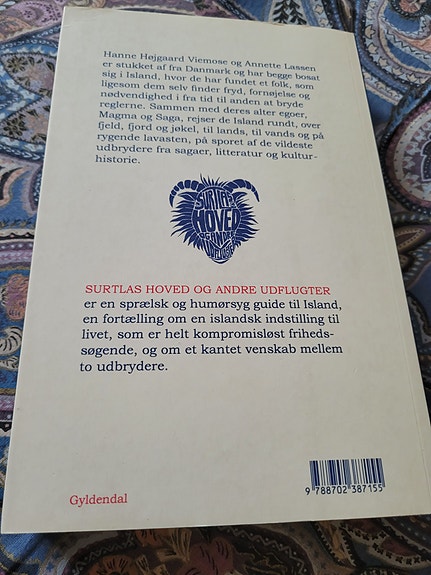 Hanne Højgaard Viemose og Annette Lassen
er stukket af fra Danmark og har begge bosat
sig i Island, hvor de har fundet et folk, som
ligesom dem selv finder fryd, fornøjelse og
nødvendighed i fra tid til anden at bryde
reglerne. Sammen med deres alter egoer,
Magma og Saga, rejser de Island rundt, over
fjeld, fjord og jøkel, til lands, til vands og på
rygende lavasten, på sporet af de vildeste
udbrydere fra sagaer, litteratur og kultur-
historie.
SURTLAS
HOVED
OG ANDRE
UDFLUGTER
SURTLAS HOVED OG ANDRE UDFLUGTER
er en sprælsk og humørsyg guide til Island,
en fortælling om en islandsk indstilling til
livet, som er helt kompromisløst friheds-
søgende, og om et kantet venskab mellem
to udbrydere.
Gyldendal
9 788702 387155